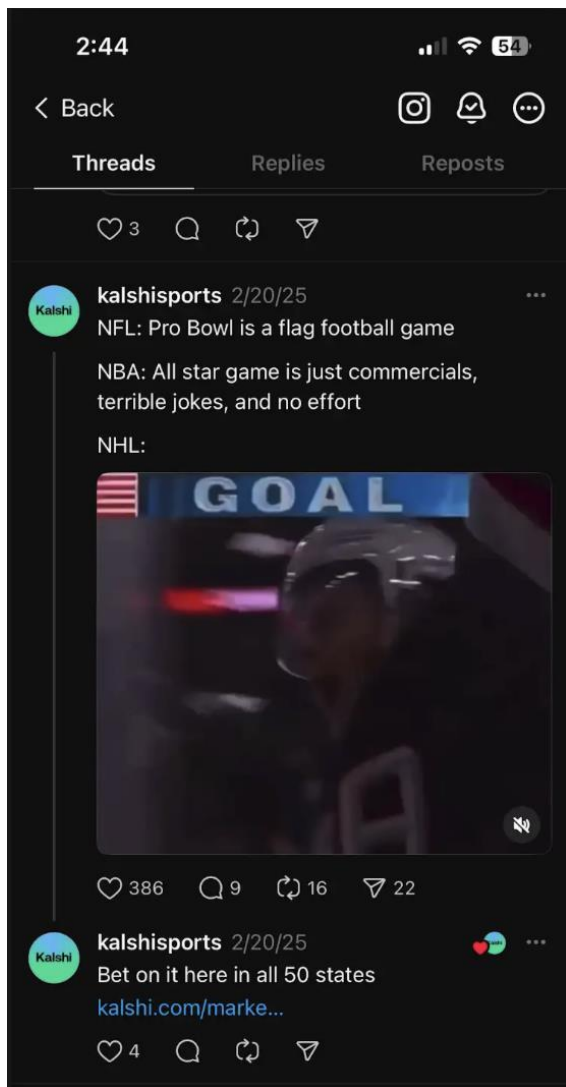 2:44
54
Back
Threads Replies Reposts
3
Kalshi
kalshisports 2/20/25
NFL: Pro Bowl is a flag football game
NBA: All star game is just commercials,
terrible jokes, and no effort
NHL:
GOAL
386 9 16 22
Kalshi
kalshisports 2/20/25
Bet on it here in all 50 states
kalshi.com/marke...
4